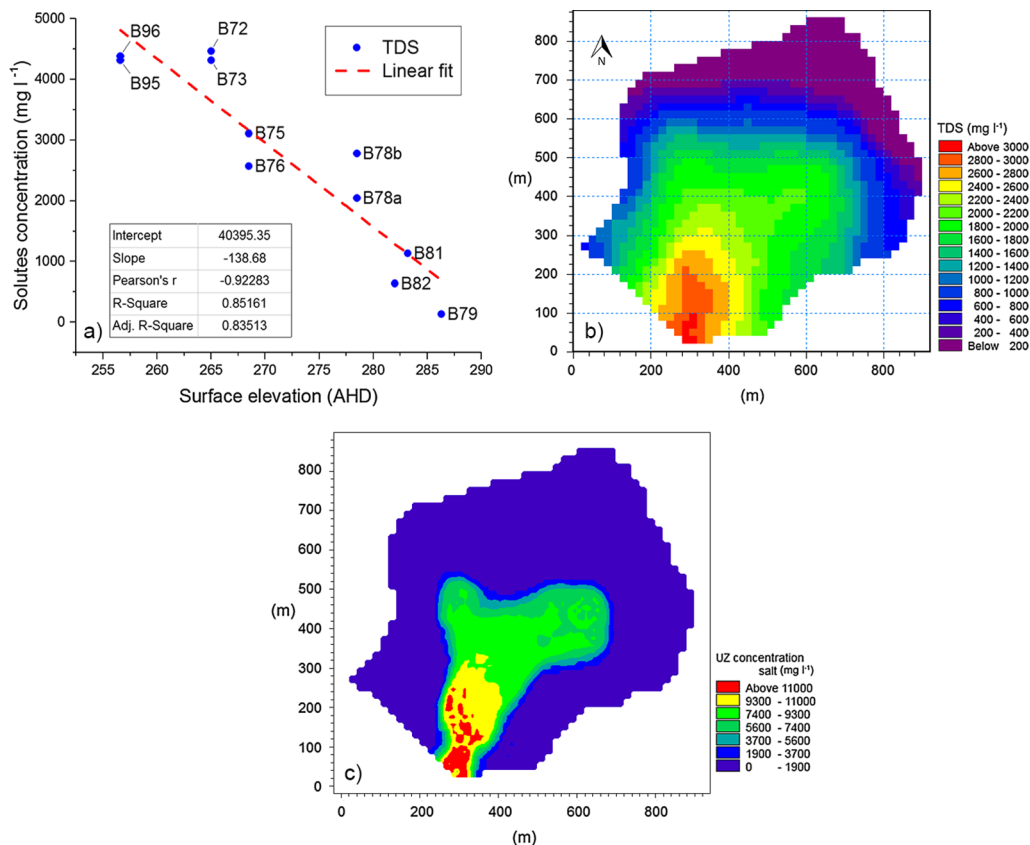 Solutes concentration (mg l⁻¹)
5000
4000
3000
2000
1000
0
B96
B95
B72
B73
B75
B76
B78b
B78a
B81
B82
B79
TDS
Linear fit
Intercept 40395.35
Slope -138.68
Pearson's r -0.92283
R-Square 0.85161
Adj. R-Square 0.83513
a)
255 260 265 270 275 280 285 290
Surface elevation (AHD)
800
700
600
500
400
300
200
100
0
(m)
N
b)
0 200 400 600 800
(m)
TDS (mg l⁻¹)
Above 3000
2800 - 3000
2600 - 2800
2400 - 2600
2200 - 2400
2000 - 2200
1800 - 2000
1600 - 1800
1400 - 1600
1200 - 1400
1000 - 1200
800 - 1000
600 - 800
400 - 600
200 - 400
Below 200
800
700
600
500
400
300
200
100
0
(m)
c)
0 200 400 600 800
(m)
UZ concentration
salt (mg l⁻¹)
Above 11000
9300 - 11000
7400 - 9300
5600 - 7400
3700 - 5600
1900 - 3700
0 - 1900